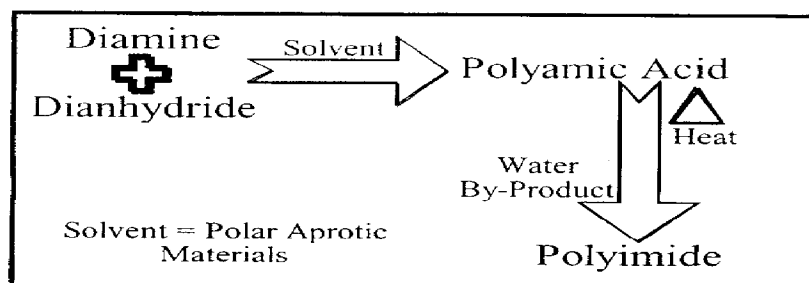 Diamine
Dianhydride
Solvent
Polyamic Acid
Heat
Water
By-Product
Polyimide
Solvent = Polar Aprotic
Materials